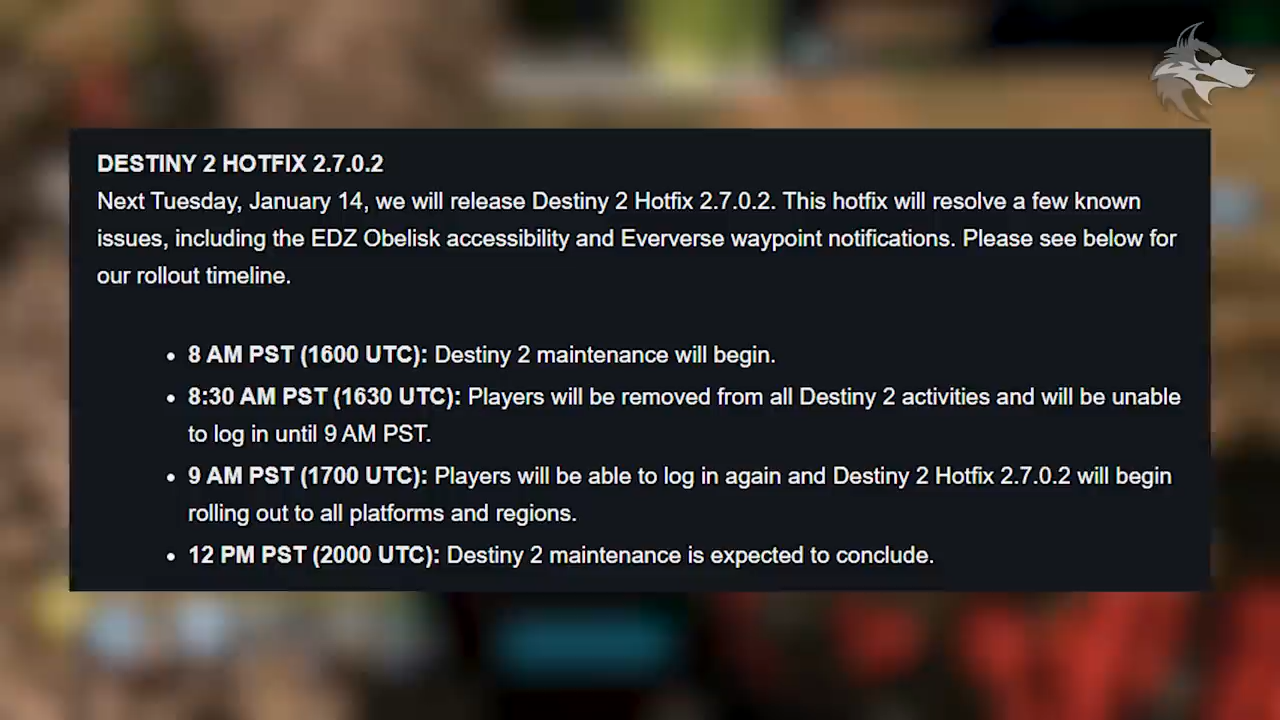 DESTINY 2 HOTFIX 2.7.0.2
Next Tuesday, January 14, we will release Destiny 2 Hotfix 2.7.0.2. This hotfix will resolve a few known
issues, including the EDZ Obelisk accessibility and Eververse waypoint notifications. Please see below for
our rollout timeline.
• 8 AM PST (1600 UTC): Destiny 2 maintenance will begin.
• 8:30 AM PST (1630 UTC): Players will be removed from all Destiny 2 activities and will be unable
to log in until 9 AM PST.
• 9 AM PST (1700 UTC): Players will be able to log in again and Destiny 2 Hotfix 2.7.0.2 will begin
rolling out to all platforms and regions.
• 12 PM PST (2000 UTC): Destiny 2 maintenance is expected to conclude.